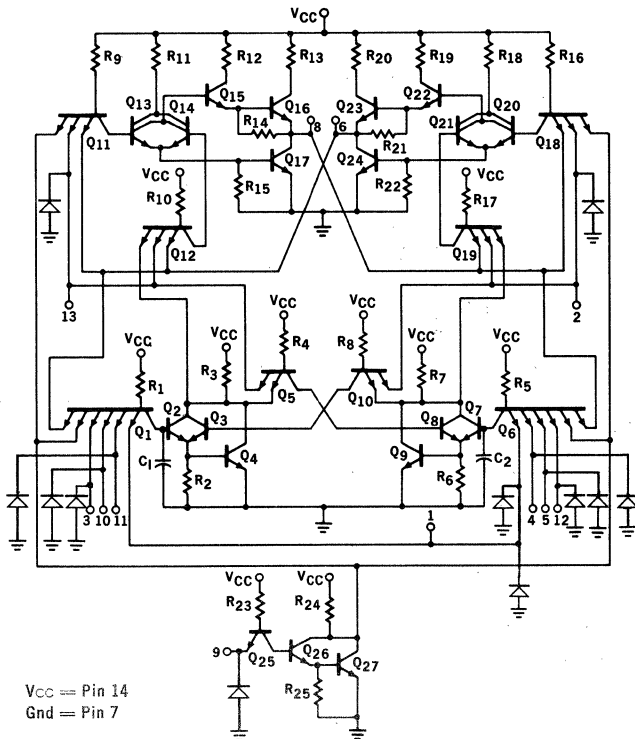 VCC
R9 R11 R12 R13 R20 R19 R18 R16
Q13 Q14 Q15 Q16 Q23 Q22 Q21 Q20
Q11 R14 8 6 R21 Q18
Q17 Q24
VCC R15 R22 VCC
R10 R17
Q12 Q19
13 2
VCC VCC VCC VCC VCC VCC
R1 R3 R4 R8 R7 R5
Q2 Q3 Q5 Q10 Q8 Q7
Q1 Q4 Q9 Q6
C1 R2 R6 C2
3 10 11 1 4 5 12
VCC VCC
R23 R24
9 Q25 Q26 Q27
R25
VCC = Pin 14
Gnd = Pin 7